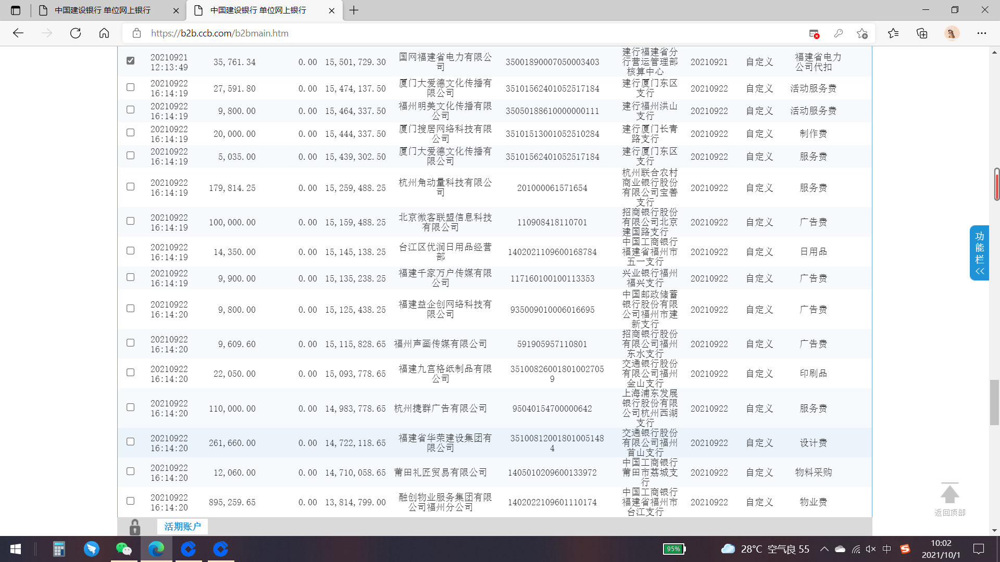 中国建设银行 单位网上银行
中国建设银行 单位网上银行
https://b2b.ccb.com/b2bmain.htm
20210921 12:13:49 35,761.34 0.00 15,501,729.30 国网福建省电力有限公司 35001890007050003403 建行福建省分行营运管理部核算中心 20210921 自定义 福建省电力公司代扣
20210922 16:14:19 27,591.80 0.00 15,474,137.50 厦门大爱德文化传播有限公司 35101562401052517184 建行厦门东区支行 20210922 自定义 活动服务费
20210922 16:14:19 9,800.00 0.00 15,464,337.50 福州明美文化传播有限公司 35050188610000000111 建行福州洪山支行 20210922 自定义 活动服务费
20210922 16:14:19 20,000.00 0.00 15,444,337.50 厦门搜居网络科技有限公司 35101513001052510284 建行厦门长青路支行 20210922 自定义 制作费
20210922 16:14:19 5,035.00 0.00 15,439,302.50 厦门大爱德文化传播有限公司 35101562401052517184 建行厦门东区支行 20210922 自定义 服务费
20210922 16:14:19 179,814.25 0.00 15,259,488.25 杭州角动量科技有限公司 201000061571654 杭州联合农村商业银行股份有限公司宝善支行 20210922 自定义 服务费
20210922 16:14:19 100,000.00 0.00 15,159,488.25 北京微客联盟信息科技有限公司 110908418110701 招商银行股份有限公司北京建国路支行 20210922 自定义 广告费
20210922 16:14:19 14,350.00 0.00 15,145,138.25 台江区优润日用品经营部 1402021109600168784 中国工商银行福建省福州市五一支行 20210922 自定义 日用品
20210922 16:14:19 9,900.00 0.00 15,135,238.25 福建千家万户传媒有限公司 117160100100113353 兴业银行福州福兴支行 20210922 自定义 广告费
20210922 16:14:20 9,800.00 0.00 15,125,438.25 福建益企创网络科技有限公司 935009010006016695 中国邮政储蓄银行股份有限公司福州市建新支行 20210922 自定义 广告费
20210922 16:14:20 9,609.60 0.00 15,115,828.65 福州声画传媒有限公司 591905957110801 招商银行股份有限公司福州东水支行 20210922 自定义 广告费
20210922 16:14:20 22,050.00 0.00 15,093,778.65 福建九宫格纸制品有限公司 351008260018010027059 交通银行股份有限公司福州金山支行 20210922 自定义 印刷品
20210922 16:14:20 110,000.00 0.00 14,983,778.65 杭州捷群广告有限公司 95040154700000642 上海浦东发展银行股份有限公司杭州西湖支行 20210922 自定义 服务费
20210922 16:14:20 261,660.00 0.00 14,722,118.65 福建省华荣建设集团有限公司 351008120018010051484 交通银行股份有限公司福州首山支行 20210922 自定义 设计费
20210922 16:14:20 12,060.00 0.00 14,710,058.65 莆田礼匠贸易有限公司 1405010209600133972 中国工商银行莆田市荔城支行 20210922 自定义 物料采购
20210922 16:14:20 895,259.65 0.00 13,814,799.00 融创物业服务集团有限公司福州分公司 1402022109601110174 中国工商银行福建省福州市台江支行 20210922 自定义 物业费
功能栏
返回顶部
活期账户
95%
28°C 空气良 55
中
10:02
2021/10/1